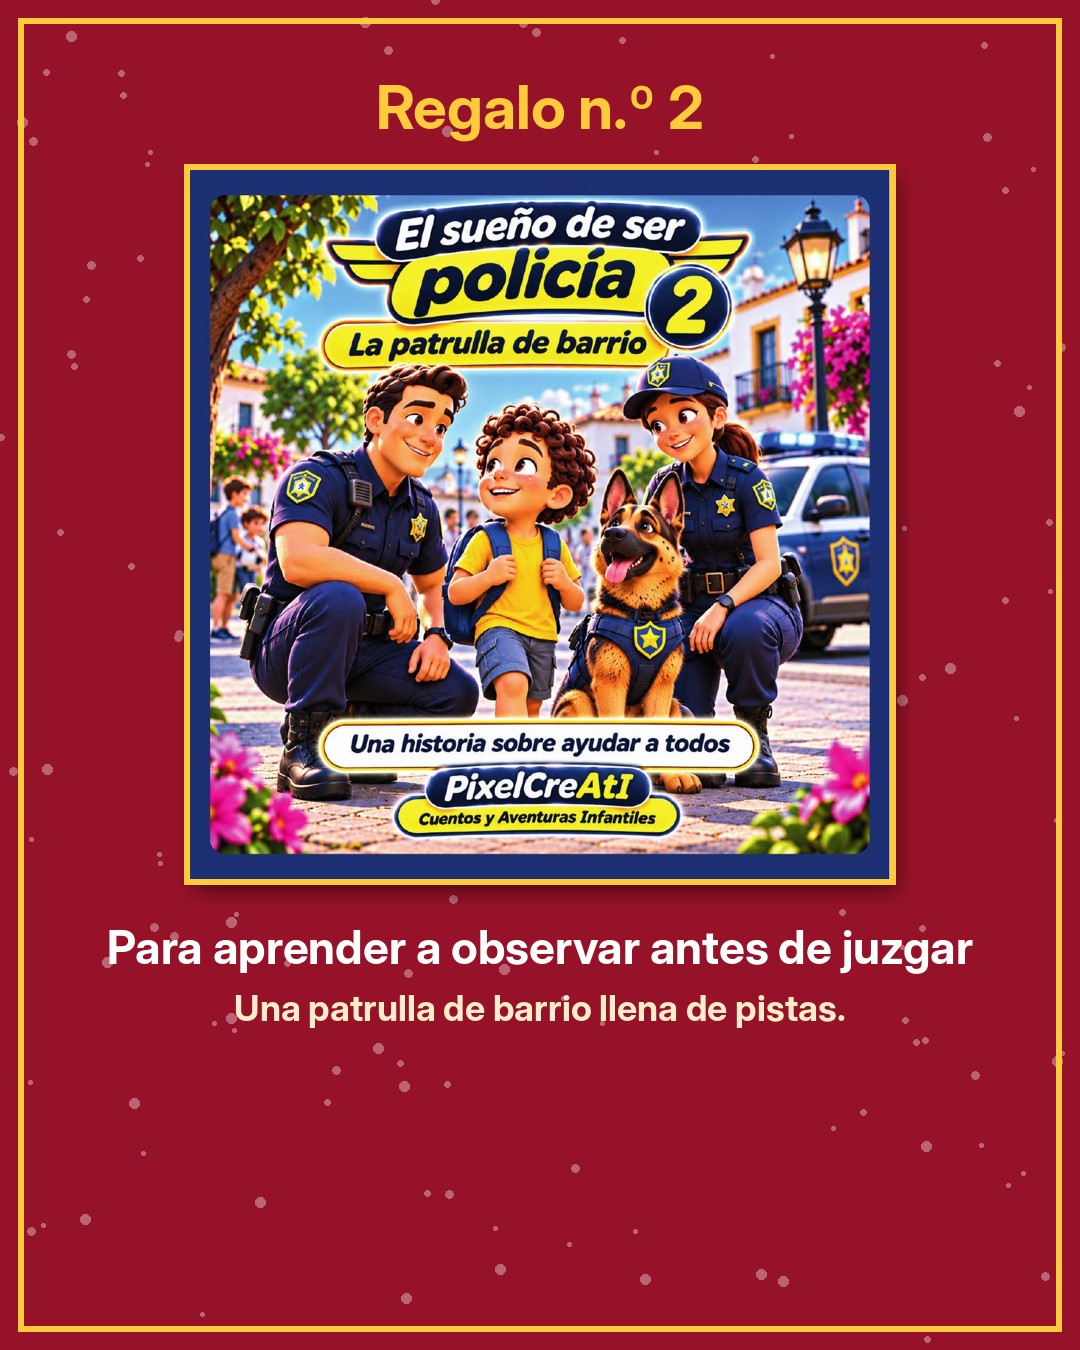 Regalo n.º 2
El sueño de ser
policía
2
La patrulla de barrio
Una historia sobre ayudar a todos
PixelCreAtI
Cuentos y Aventuras Infantiles
Para aprender a observar antes de juzgar
Una patrulla de barrio llena de pistas.